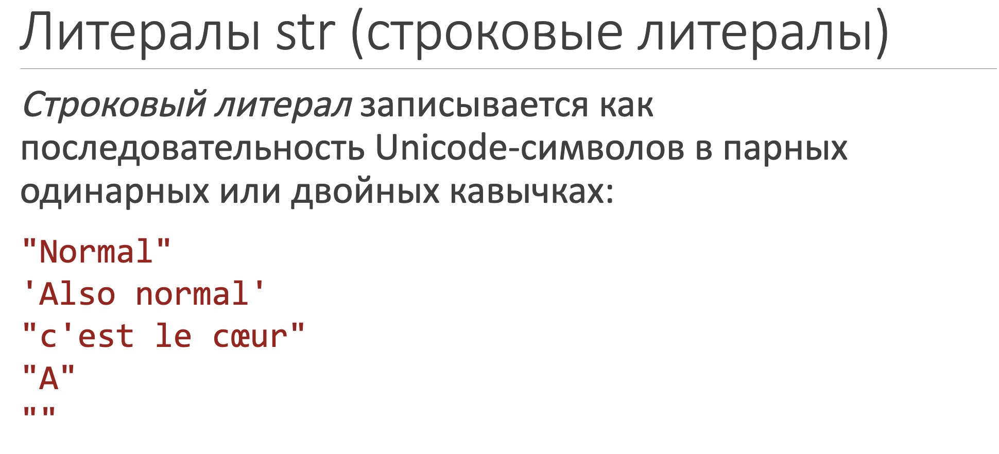 Литералы str (строковые литералы)
Строковый литерал записывается как
последовательность Unicode-символов в парных
одинарных или двойных кавычках:
"Normal"
'Also normal'
"c'est le cœur"
"A"
""